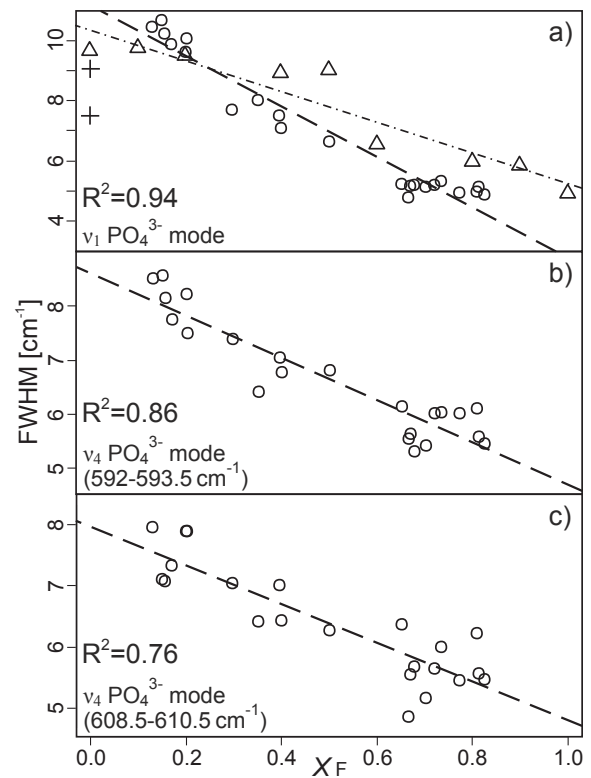 a)
10
8
6
4
R²=0.94
ν₁ PO₄³⁻ mode
b)
8
7
6
5
R²=0.86
ν₄ PO₄³⁻ mode
(592-593.5 cm⁻¹)
FWHM [cm⁻¹]
c)
8
7
6
5
R²=0.76
ν₄ PO₄³⁻ mode
(608.5-610.5 cm⁻¹)
0.0 0.2 0.4 0.6 0.8 1.0
XF